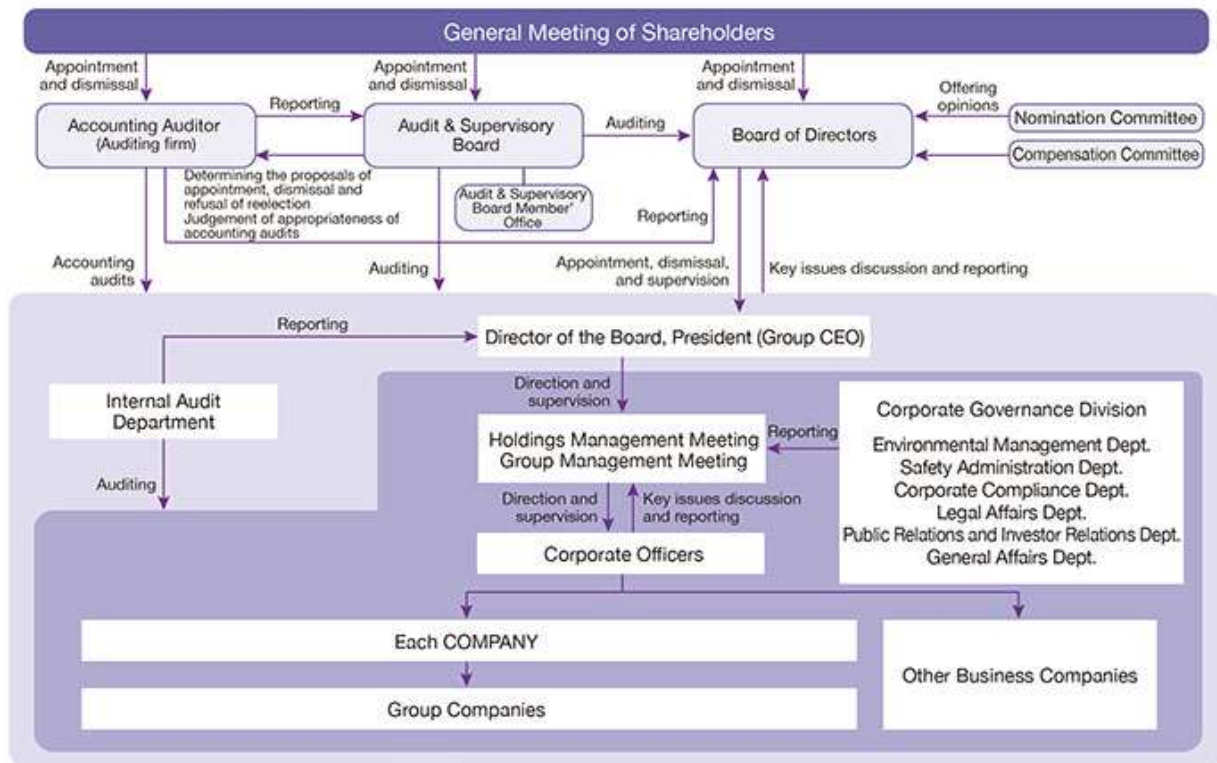 General Meeting of Shareholders
Appointment
and dismissal
Appointment
and dismissal
Appointment
and dismissal
Accounting Auditor
(Auditing firm)
Reporting
Audit & Supervisory
Board
Auditing
Board of Directors
Offering
opinions
Nomination Committee
Compensation Committee
Determining the proposals of
appointment, dismissal and
refusal of reelection
Judgement of appropriateness of
accounting audits
Audit & Supervisory
Board Member'
Office
Reporting
Accounting
audits
Auditing
Appointment, dismissal,
and supervision
Key issues discussion and reporting
Reporting
Director of the Board, President (Group CEO)
Internal Audit
Department
Direction and
supervision
Auditing
Holdings Management Meeting
Group Management Meeting
Reporting
Corporate Governance Division
Environmental Management Dept.
Safety Administration Dept.
Corporate Compliance Dept.
Legal Affairs Dept.
Public Relations and Investor Relations Dept.
General Affairs Dept.
Direction and
supervision
Key issues discussion
and reporting
Corporate Officers
Each COMPANY
Group Companies
Other Business Companies